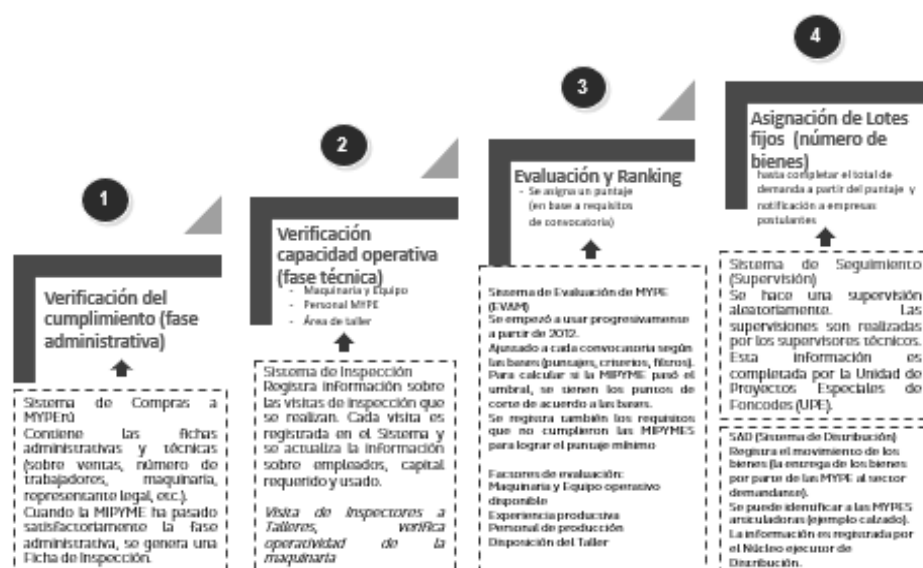 1
Verificación del
cumplimiento (fase
administrativa)
Sistema de Compras a
MYPErú
Contiene las fichas
administrativas y técnicas
(sobre ventas, número de
trabajadores, maquinaria,
representante legal, etc.).
Cuando la MIPYME ha pasado
satisfactoriamente la fase
administrativa, se genera una
Ficha de Inspección.
2
Verificación
capacidad operativa
(fase técnica)
- Maquinaria y Equipo
- Personal MYPE
- Área de taller
Sistema de Inspección
Registra información sobre
las visitas de inspección que
se realizan. Cada visita es
registrada en el Sistema y
se actualiza la información
sobre empleados, capital
requerido y usado.
Visita de Inspectores a
Talleres, verifica
operatividad de la
maquinaria
3
Evaluación y Ranking
- Se asigna un puntaje
(en base a requisitos
de convocatoria)
Sistema de Evaluación de MYPE
(EVAM)
Se empezó a usar progresivamente
a partir de 2012.
Ajustado a cada convocatoria según
las bases (puntajes, criterios, filtros).
Para calcular si la MIPYME pasó el
umbral, se tienen los puntos de
corte de acuerdo a las bases.
Se registra también los requisitos
que no cumplieron las MIPYMES
para lograr el puntaje mínimo
Factores de evaluación:
Maquinaria y Equipo operativo
disponible
Experiencia productiva
Personal de producción
Disposición del Taller
4
Asignación de Lotes
fijos (número de
bienes)
hasta completar el total de
demanda a partir del puntaje y
notificación a empresas
postulantes
Sistema de Seguimiento
(Supervisión)
Se hace una supervisión
aleatoriamente. Las
supervisiones son realizadas
por los supervisores técnicos.
Esta información es
completada por la Unidad de
Proyectos Especiales de
Foncodes (UPE).
SAD (Sistema de Distribución)
Registra el movimiento de los
bienes (la entrega de los bienes
por parte de las MYPE al sector
demandante).
Se puede identificar a las MYPES
articuladoras (ejemplo calzado).
La información es registrada por
el Núcleo ejecutor de
Distribución.